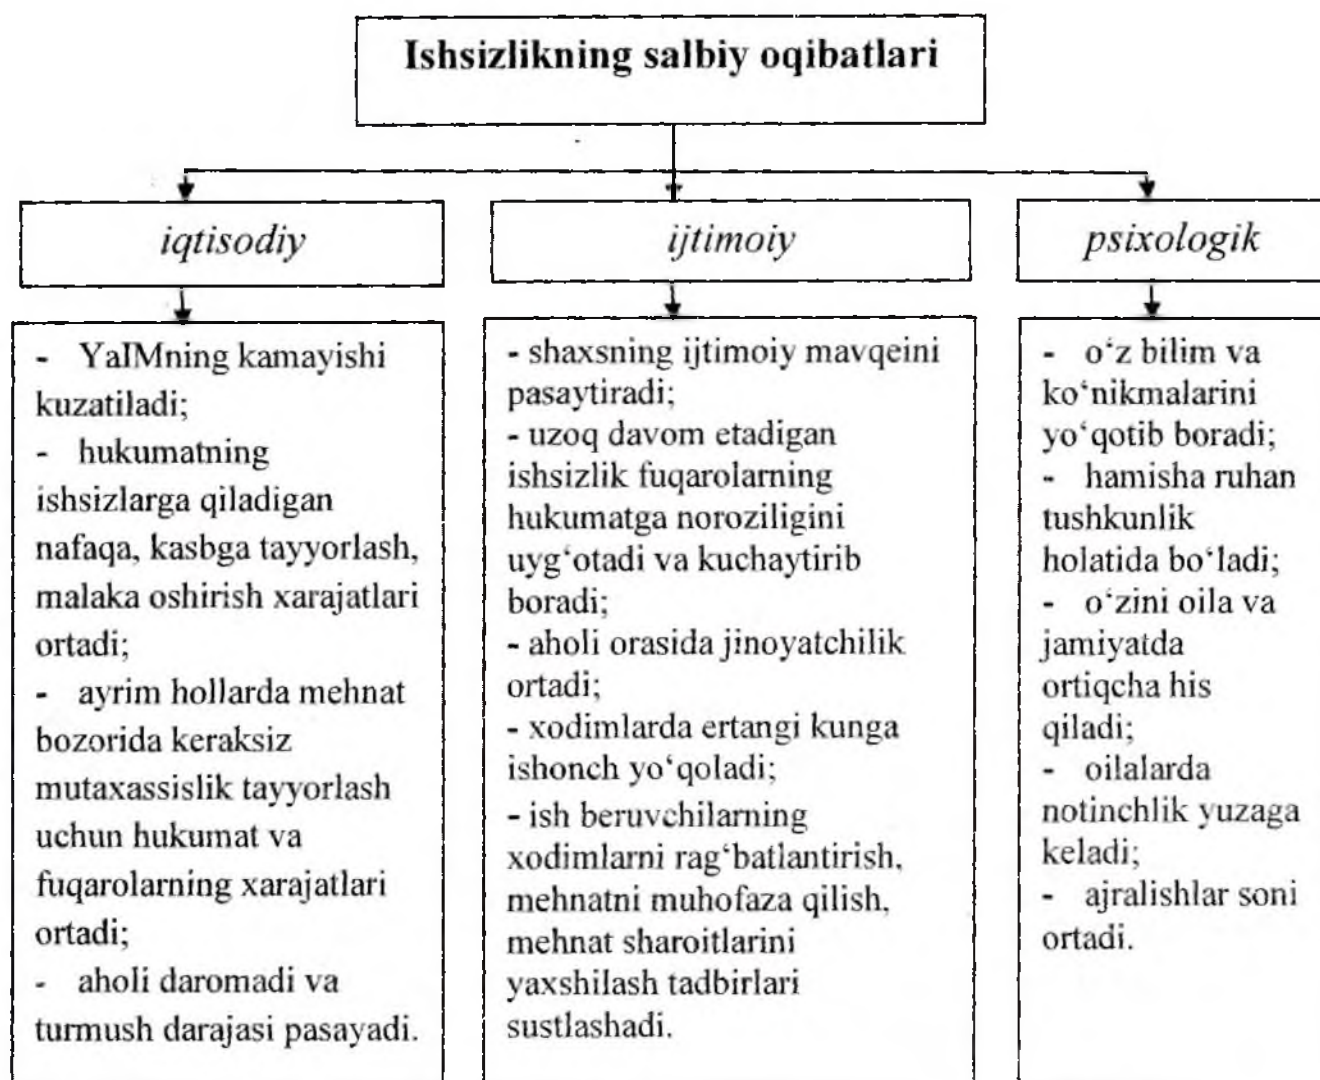 Ishsizlikning salbiy oqibatlari
iqtisodiy
ijtimoiy
psixologik
- YaIMning kamayishi
kuzatiladi;
- hukumatning
ishsizlarga qiladigan
nafaqa, kasbga tayyorlash,
malaka oshirish xarajatlari
ortadi;
- ayrim hollarda mehnat
bozorida keraksiz
mutaxassislik tayyorlash
uchun hukumat va
fuqarolarning xarajatlari
ortadi;
- aholi daromadi va
turmush darajasi pasayadi.
- shaxsning ijtimoiy mavqeini
pasaytiradi;
- uzoq davom etadigan
ishsizlik fuqarolarning
hukumatga noroziligini
uyg‘otadi va kuchaytirib
boradi;
- aholi orasida jinoyatchilik
ortadi;
- xodimlarda ertangi kunga
ishonch yo‘qoladi;
- ish beruvchilarning
xodimlarni rag‘batlantirish,
mehnatni muhofaza qilish,
mehnat sharoitlarini
yaxshilash tadbirlari
sustlashadi.
- o‘z bilim va
ko‘nikmalarini
yo‘qotib boradi;
- hamisha ruhan
tushkunlik
holatida bo‘ladi;
- o‘zini oila va
jamiyatda
ortiqcha his
qiladi;
- oilalarda
notinchlik yuzaga
keladi;
- ajralishlar soni
ortadi.